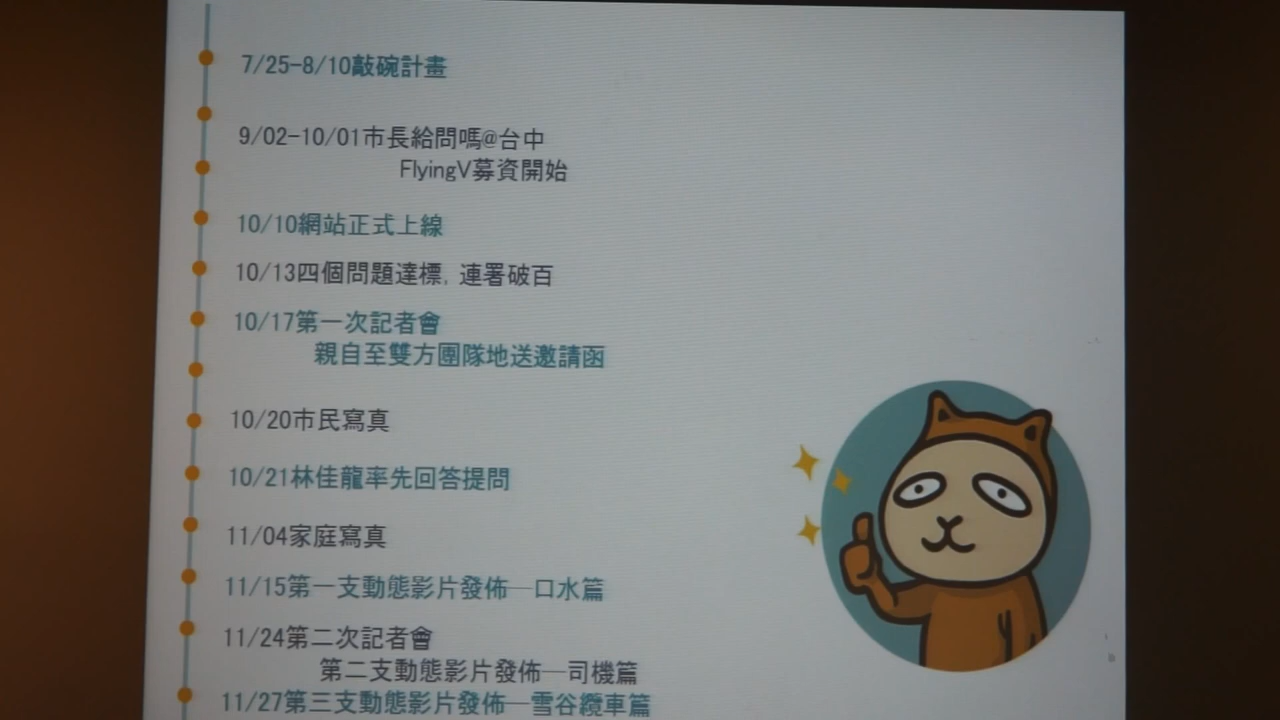 7/25-8/10敲碗計畫
9/02-10/01市長給問嗎@台中
FlyingV募資開始
10/10網站正式上線
10/13四個問題達標, 連署破百
10/17第一次記者會
親自至雙方團隊地送邀請函
10/20市民寫真
10/21林佳龍率先回答提問
11/04家庭寫真
11/15第一支動態影片發佈—口水篇
11/24第二次記者會
第二支動態影片發佈—司機篇
11/27第三支動態影片發佈—雪谷纜車篇